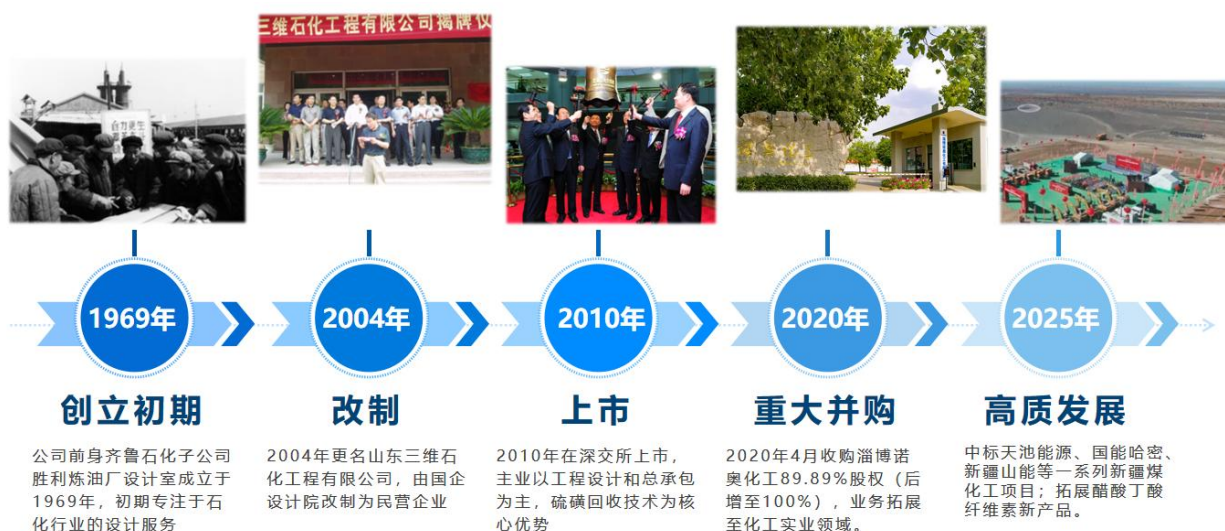 自力更生
三维石化工程有限公司揭牌仪
1969年
2004年
2010年
2020年
2025年
创立初期
改制
上市
重大并购
高质发展
公司前身齐鲁石化子公司
胜利炼油厂设计室成立于
1969年，初期专注于石
化行业的设计服务
2004年更名山东三维石
化工程有限公司，由国企
设计院改制为民营企业
2010年在深交所上市，
主业以工程设计和总承包
为主，硫磺回收技术为核
心优势
2020年4月收购淄博诺
奥化工89.89%股权（后
增至100%），业务拓展
至化工实业领域。
中标天池能源、国能哈密、
新疆山能等一系列新疆煤
化工项目；拓展醋酸丁酸
纤维素新产品。